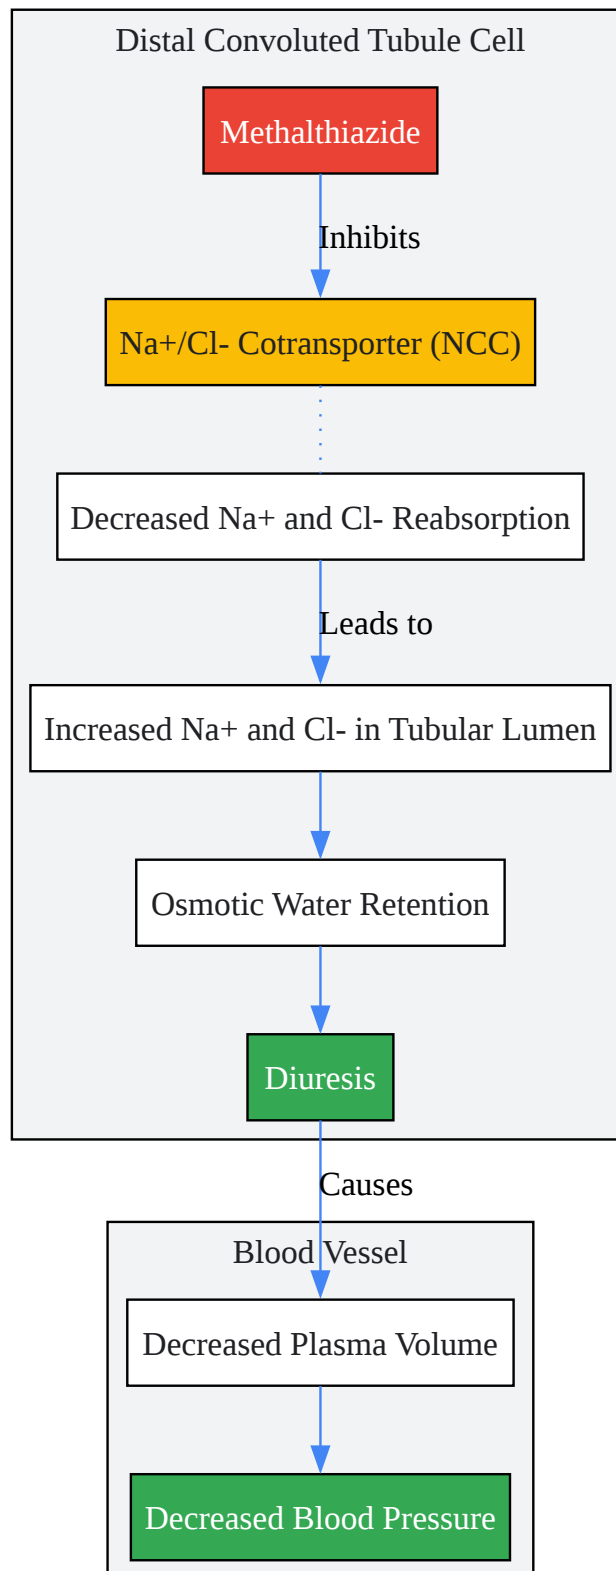 Distal Convoluted Tubule Cell
Methalthiazide
Inhibits
Na+/Cl- Cotransporter (NCC)
Decreased Na+ and Cl- Reabsorption
Leads to
Increased Na+ and Cl- in Tubular Lumen
Osmotic Water Retention
Diuresis
Causes
Blood Vessel
Decreased Plasma Volume
Decreased Blood Pressure